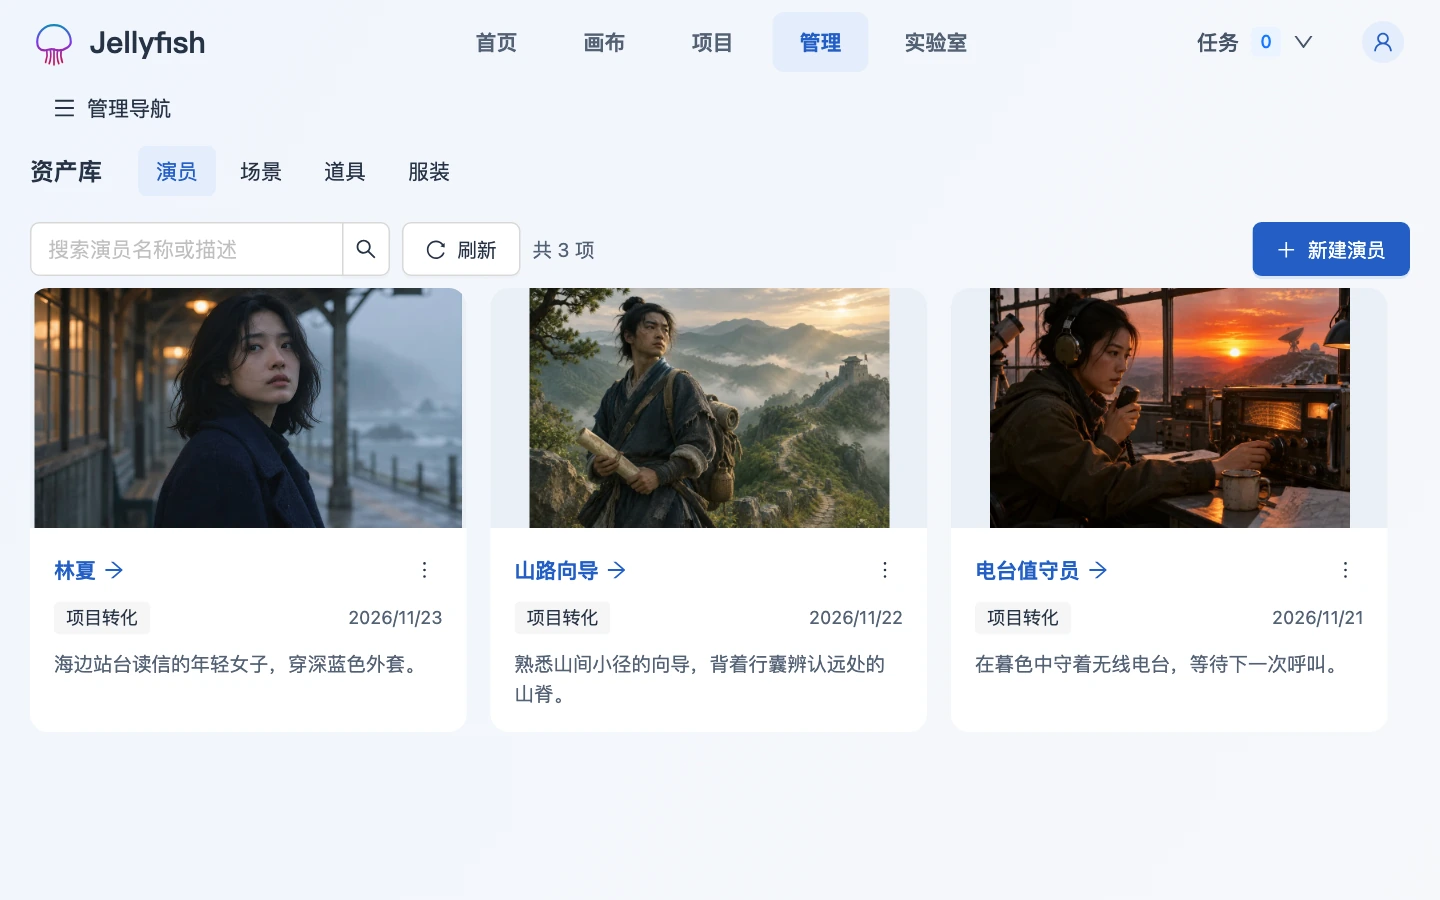 Jellyfish
首页
画布
项目
管理
实验室
任务 0
管理导航
资产库
演员
场景
道具
服装
搜索演员名称或描述
刷新
共 3 项
新建演员
林夏
项目转化
2026/11/23
海边站台读信的年轻女子，穿深蓝色外套。
山路向导
项目转化
2026/11/22
熟悉山间小径的向导，背着行囊辨认远处的
山脊。
电台值守员
项目转化
2026/11/21
在暮色中守着无线电台，等待下一次呼叫。